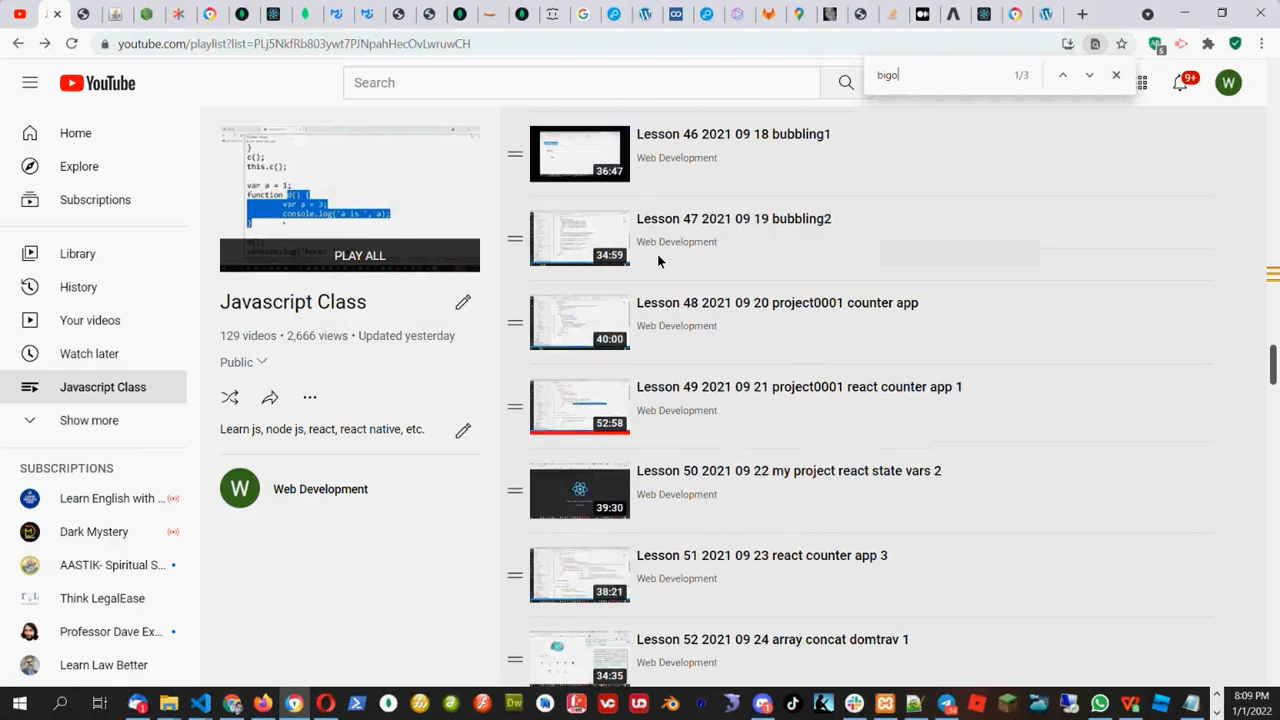 youtube.com/playlist?list=PLj5NkfRb803ywt7PJNpahHecOvLwruwCH
bigo 1/3
YouTube
Search
9+
W
Home
Explore
Subscriptions
Library
History
Your videos
Watch later
Javascript Class
Show more
SUBSCRIPTIONS
Learn English with ...
Dark Mystery
AASTIK- Spiritual S...
Think LegalEase
Professor Dave Ex...
Learn Law Better
}
c();
this.c();
var a = 1;
function d() {
var a = 3;
console.log('a is ', a);
}
PLAY ALL
Javascript Class
129 videos • 2,666 views • Updated yesterday
Public
Learn js, node js, react, react native, etc.
W Web Development
Lesson 46 2021 09 18 bubbling1
Web Development
36:47
Lesson 47 2021 09 19 bubbling2
Web Development
34:59
Lesson 48 2021 09 20 project0001 counter app
Web Development
40:00
Lesson 49 2021 09 21 project0001 react counter app 1
Web Development
52:58
Lesson 50 2021 09 22 my project react state vars 2
Web Development
39:30
Lesson 51 2021 09 23 react counter app 3
Web Development
38:21
Lesson 52 2021 09 24 array concat domtrav 1
Web Development
34:35
8:09 PM
1/1/2022